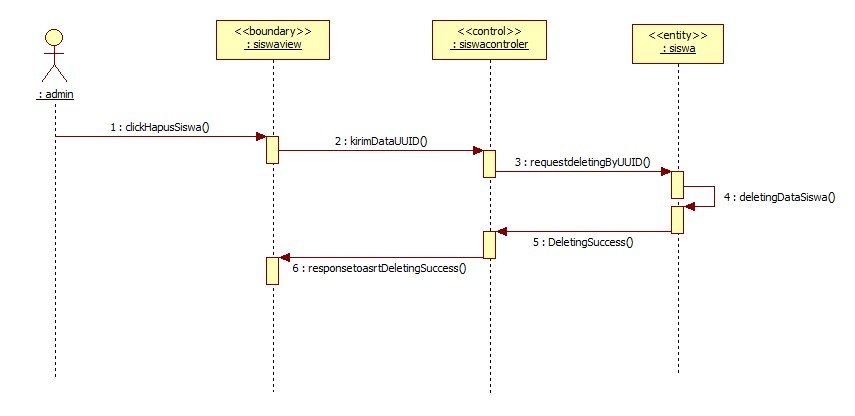 <<boundary>>
: siswaview
<<control>>
: siswacontroler
<<entity>>
: siswa
: admin
1 : clickHapusSiswa()
2 : kirimDataUUID()
3 : requestdeletingByUUID()
4 : deletingDataSiswa()
5 : DeletingSuccess()
6 : responsetoasrtDeletingSuccess()